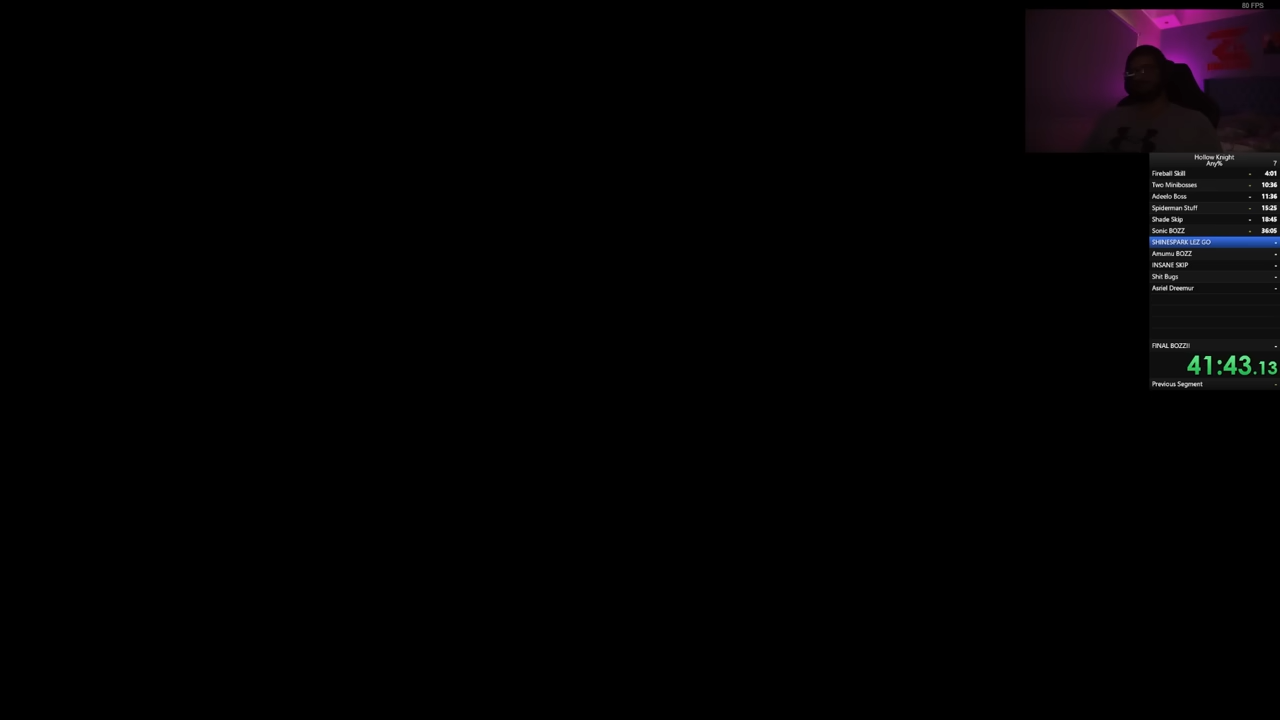 80 FPS
Hollow Knight
Any% 7
Fireball Skill - 4:01
Two Minibosses - 10:36
Adeelo Boss - 11:36
Spiderman Stuff - 15:25
Shade Skip - 18:45
Sonic BOZZ - 36:05
SHINESPARK LEZ GO -
Amumu BOZZ -
INSANE SKIP -
Shit Bugs -
Asriel Dreemur -
FINAL BOZZ!! -
41:43.13
Previous Segment -